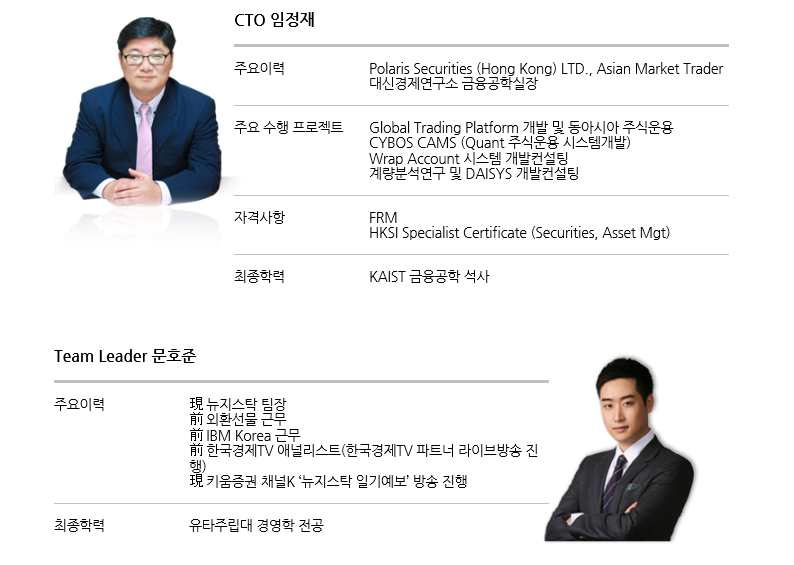 CTO 임정재
주요이력
Polaris Securities (Hong Kong) LTD., Asian Market Trader
대신경제연구소 금융공학실장
주요 수행 프로젝트
Global Trading Platform 개발 및 동아시아 주식운용
CYBOS CAMS (Quant 주식운용 시스템개발)
Wrap Account 시스템 개발컨설팅
계량분석연구 및 DAISYS 개발컨설팅
자격사항
FRM
HKSI Specialist Certificate (Securities, Asset Mgt)
최종학력
KAIST 금융공학 석사
Team Leader 문호준
주요이력
現 뉴지스탁 팀장
前 외환선물 근무
前 IBM Korea 근무
前 한국경제TV 애널리스트(한국경제TV 파트너 라이브방송 진
행)
現 키움증권 채널K ‘뉴지스탁 일기예보’ 방송 진행
최종학력
유타주립대 경영학 전공